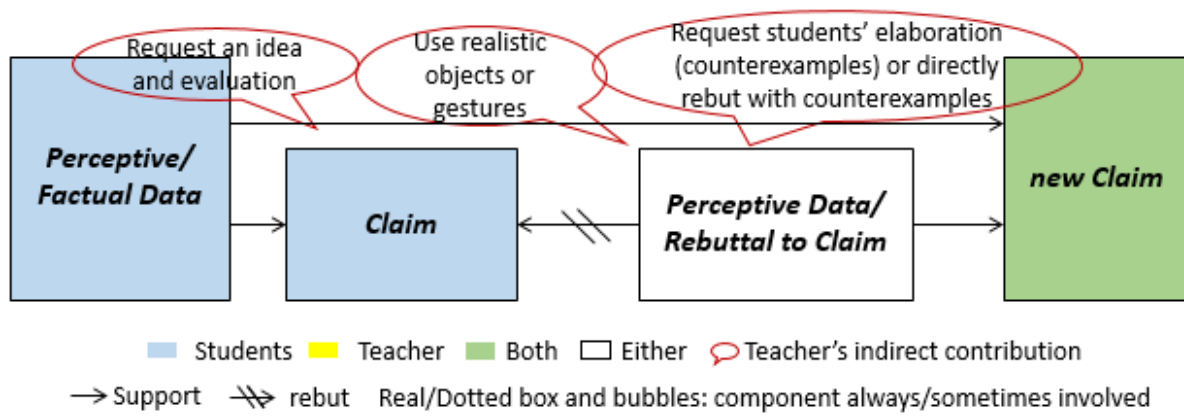 Request an idea
and evaluation
Use realistic
objects or
gestures
Request students’ elaboration
(counterexamples) or directly
rebut with counterexamples
Perceptive/
Factual Data
Claim
Perceptive Data/
Rebuttal to Claim
new Claim
Students Teacher Both Either Teacher’s indirect contribution
Support rebut Real/Dotted box and bubbles: component always/sometimes involved